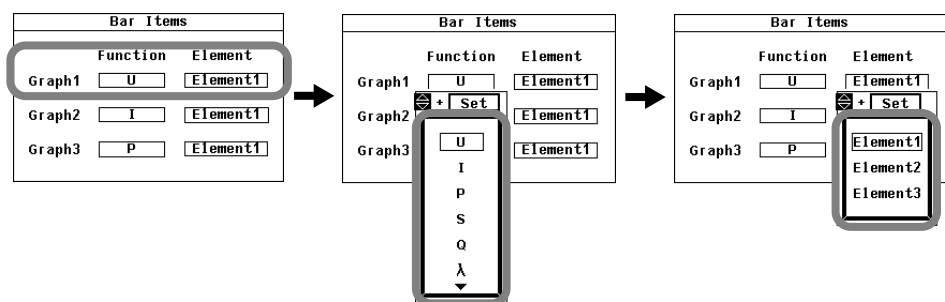 Bar Items
Function Element
Graph1 U Element1
Graph2 I Element1
Graph3 P Element1
Bar Items
Function Element
Graph1 U Element1
+ Set
Graph2 Element1
Graph3 Element1
U
I
P
S
Q
λ
Bar Items
Function Element
Graph1 U Element1
+ Set
Graph2 I
Graph3 P
Element1
Element2
Element3